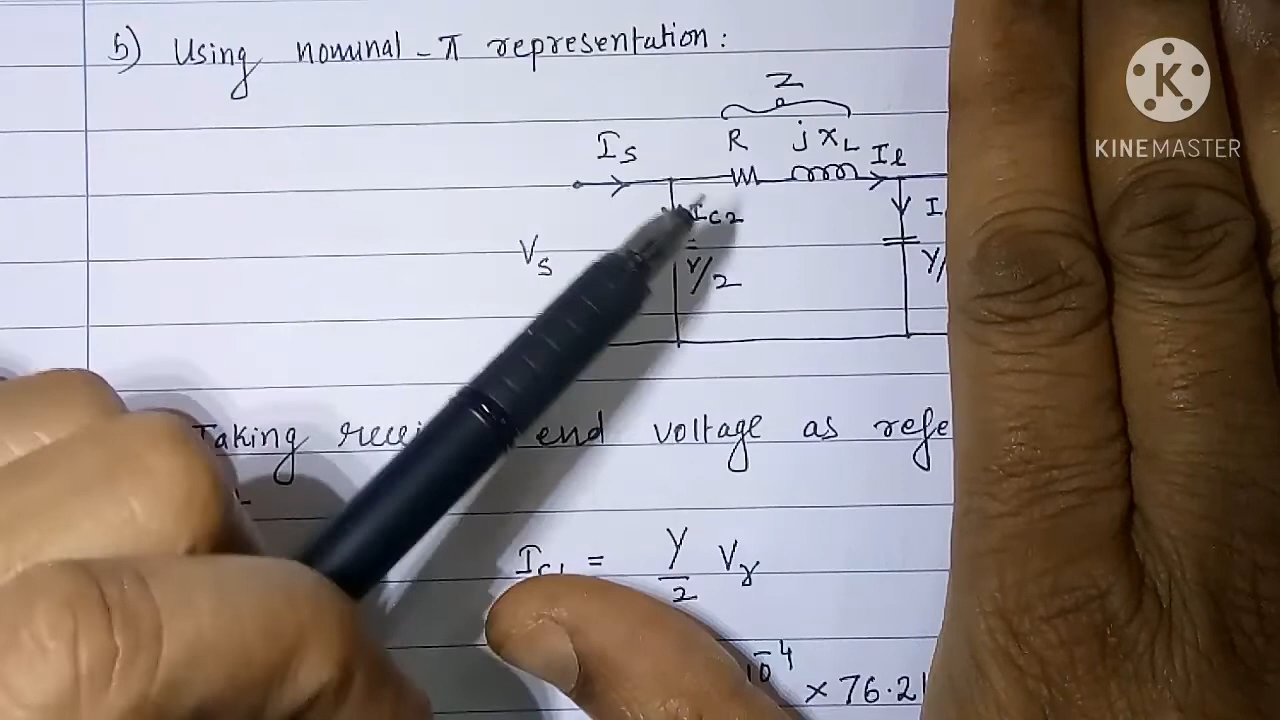 5) Using nominal - π representation:
Z
R jXL
Is Il
IC2
Vs Y/2
Taking end voltage as
IC1 = Y/2 Vr
10^-4 × 76.21
K
KINEMASTER